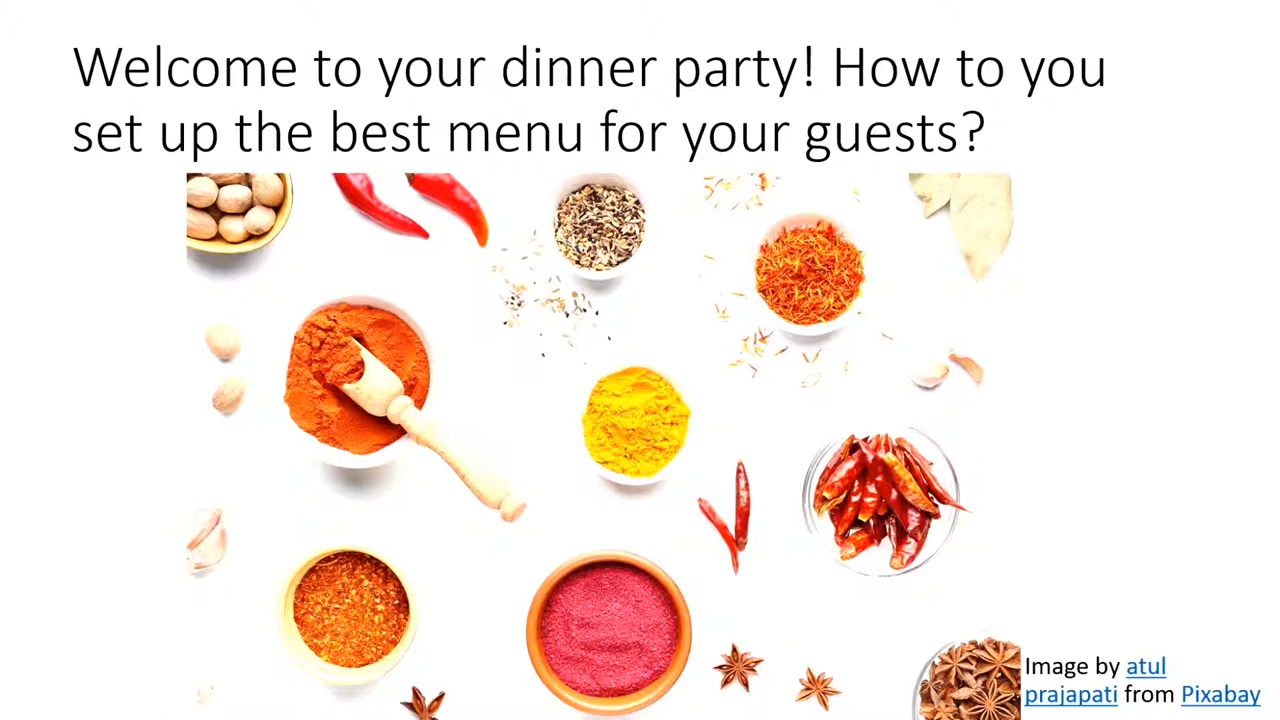 Welcome to your dinner party! How to you
set up the best menu for your guests?
Image by atul
prajapati from Pixabay